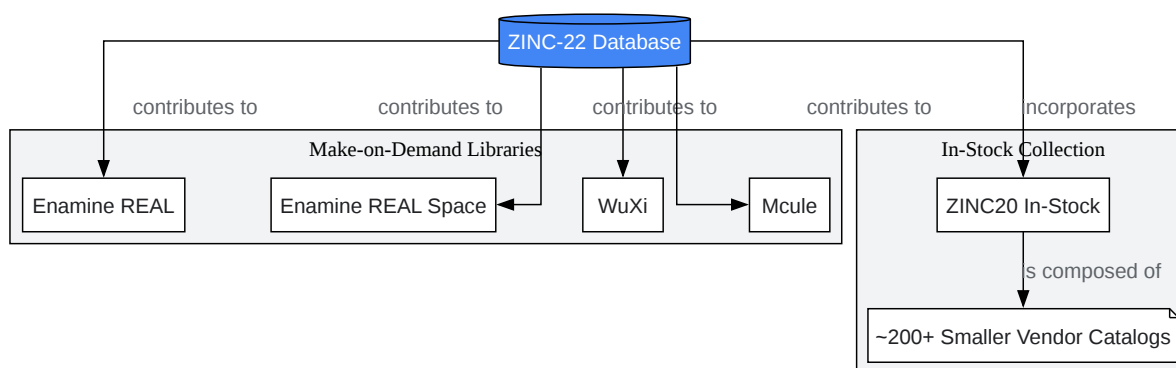 ZINC-22 Database
contributes to
contributes to
contributes to
contributes to
incorporates
Make-on-Demand Libraries
In-Stock Collection
Enamine REAL
Enamine REAL Space
WuXi
Mcule
ZINC20 In-Stock
is composed of
~200+ Smaller Vendor Catalogs